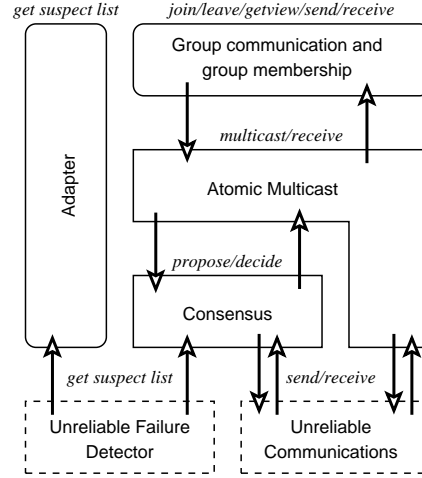 get suspect list
join/leave/getview/send/receive
Group communication and
group membership
multicast/receive
Adapter
Atomic Multicast
propose/decide
Consensus
get suspect list
send/receive
Unreliable Failure
Detector
Unreliable
Communications